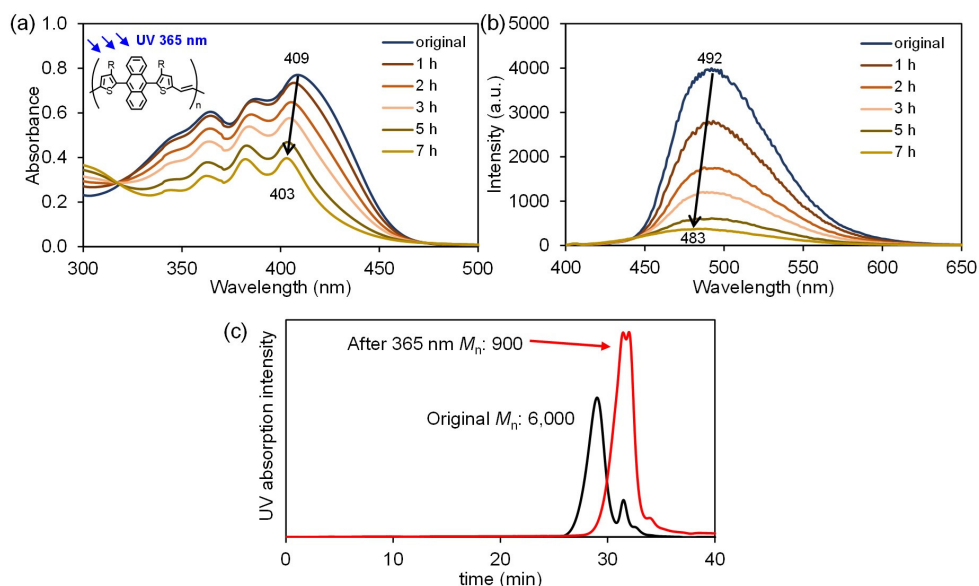 (a)
UV 365 nm
R
R
S
S
n
409
403
original
1 h
2 h
3 h
5 h
7 h
Absorbance
1.0
0.8
0.6
0.4
0.2
0.0
300
350
400
450
500
Wavelength (nm)
(b)
492
483
original
1 h
2 h
3 h
5 h
7 h
Intensity (a.u.)
5000
4000
3000
2000
1000
0
400
450
500
550
600
650
Wavelength (nm)
(c)
After 365 nm Mn: 900
Original Mn: 6,000
UV absorption intensity
0
10
20
30
40
time (min)